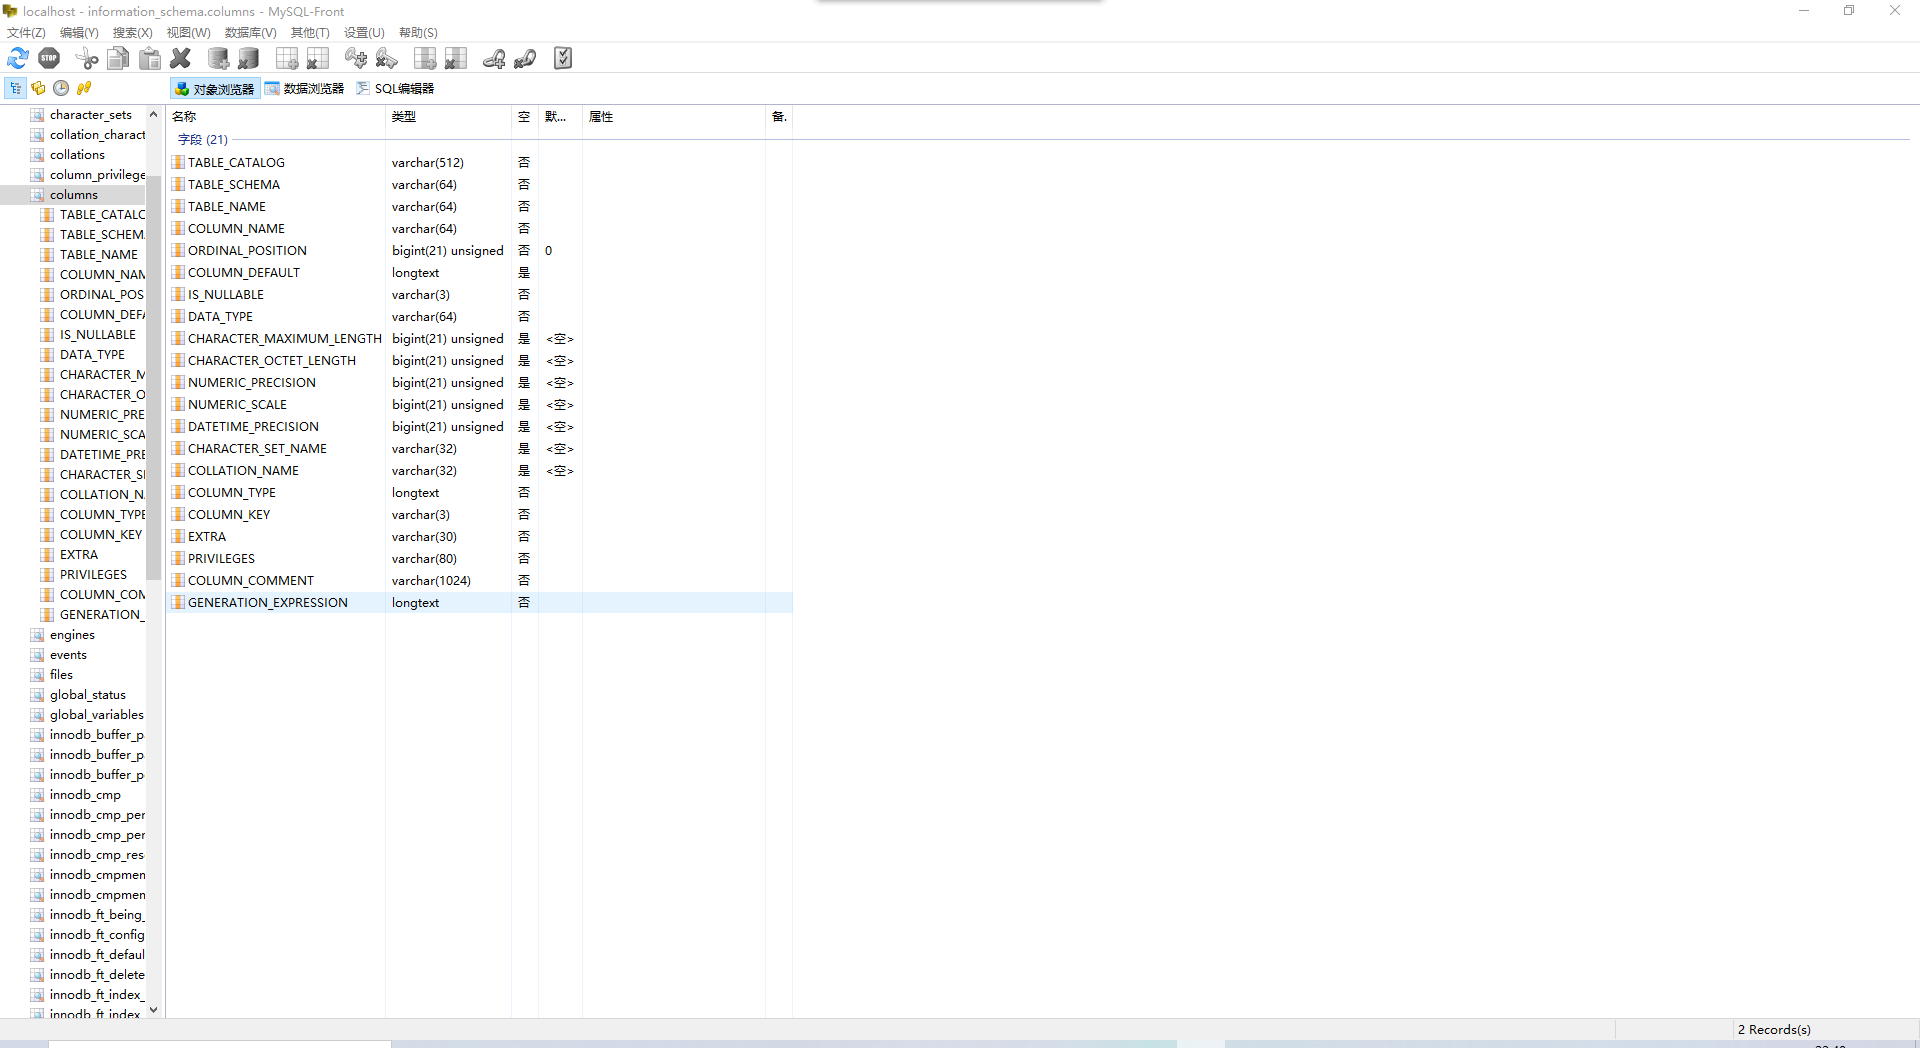 localhost - information_schema.columns - MySQL-Front
文件(Z) 编辑(Y) 搜索(X) 视图(W) 数据库(V) 其他(T) 设置(U) 帮助(S)
STOP
对象浏览器 数据浏览器 SQL编辑器
character_sets
collation_charact
collations
column_privilege
columns
TABLE_CATALO
TABLE_SCHEM
TABLE_NAME
COLUMN_NAM
ORDINAL_POS
COLUMN_DEFA
IS_NULLABLE
DATA_TYPE
CHARACTER_M
CHARACTER_O
NUMERIC_PRE
NUMERIC_SCA
DATETIME_PRE
CHARACTER_S
COLLATION_N
COLUMN_TYPE
COLUMN_KEY
EXTRA
PRIVILEGES
COLUMN_COM
GENERATION_
engines
events
files
global_status
global_variables
innodb_buffer_p
innodb_buffer_p
innodb_buffer_p
innodb_cmp
innodb_cmp_per
innodb_cmp_per
innodb_cmp_res
innodb_cmpmem
innodb_cmpmem
innodb_ft_being_
innodb_ft_config
innodb_ft_defaul
innodb_ft_delete
innodb_ft_index_
innodb_ft_index
名称 类型 空 默... 属性 备.
字段 (21)
TABLE_CATALOG varchar(512) 否
TABLE_SCHEMA varchar(64) 否
TABLE_NAME varchar(64) 否
COLUMN_NAME varchar(64) 否
ORDINAL_POSITION bigint(21) unsigned 否 0
COLUMN_DEFAULT longtext 是
IS_NULLABLE varchar(3) 否
DATA_TYPE varchar(64) 否
CHARACTER_MAXIMUM_LENGTH bigint(21) unsigned 是 <空>
CHARACTER_OCTET_LENGTH bigint(21) unsigned 是 <空>
NUMERIC_PRECISION bigint(21) unsigned 是 <空>
NUMERIC_SCALE bigint(21) unsigned 是 <空>
DATETIME_PRECISION bigint(21) unsigned 是 <空>
CHARACTER_SET_NAME varchar(32) 是 <空>
COLLATION_NAME varchar(32) 是 <空>
COLUMN_TYPE longtext 否
COLUMN_KEY varchar(3) 否
EXTRA varchar(30) 否
PRIVILEGES varchar(80) 否
COLUMN_COMMENT varchar(1024) 否
GENERATION_EXPRESSION longtext 否
2 Records(s)